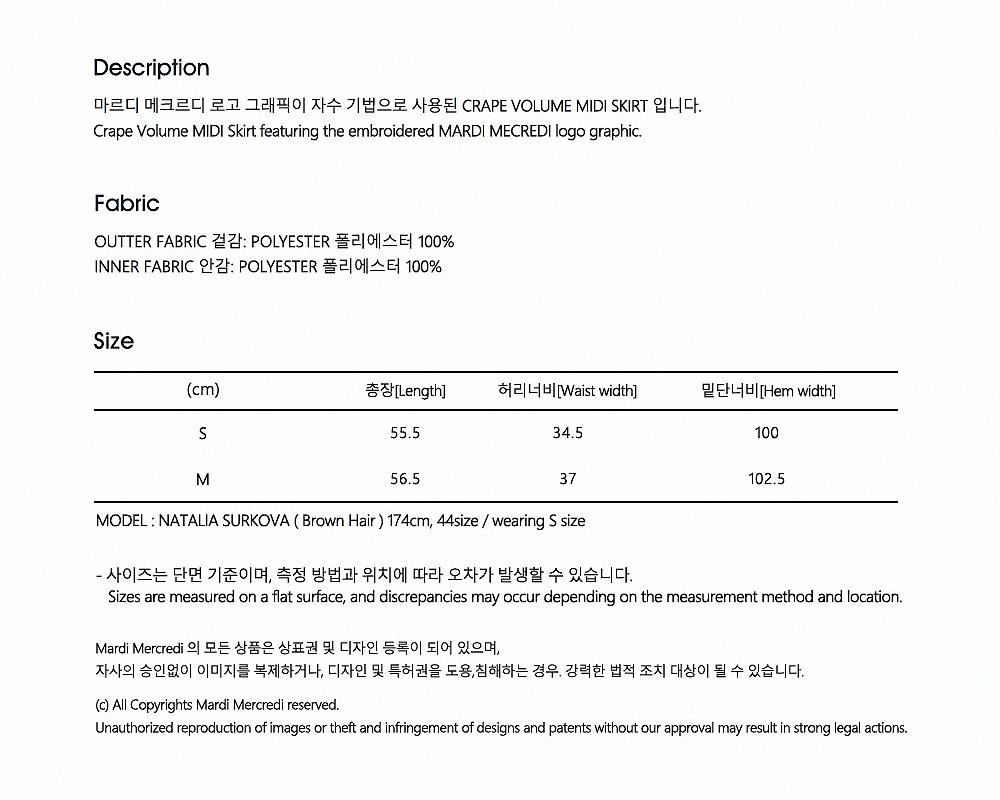 Description
마르디 메크르디 로고 그래픽이 자수 기법으로 사용된 CRAPE VOLUME MIDI SKIRT 입니다.
Crape Volume MIDI Skirt featuring the embroidered MARDI MECREDI logo graphic.
Fabric
OUTTER FABRIC 겉감: POLYESTER 폴리에스터 100%
INNER FABRIC 안감: POLYESTER 폴리에스터 100%
Size
(cm) 총장[Length] 허리너비[Waist width] 밑단너비[Hem width]
S 55.5 34.5 100
M 56.5 37 102.5
MODEL : NATALIA SURKOVA ( Brown Hair ) 174cm, 44size / wearing S size
- 사이즈는 단면 기준이며, 측정 방법과 위치에 따라 오차가 발생할 수 있습니다.
Sizes are measured on a flat surface, and discrepancies may occur depending on the measurement method and location.
Mardi Mercredi 의 모든 상품은 상표권 및 디자인 등록이 되어 있으며,
자사의 승인없이 이미지를 복제하거나, 디자인 및 특허권을 도용,침해하는 경우. 강력한 법적 조치 대상이 될 수 있습니다.
(c) All Copyrights Mardi Mercredi reserved.
Unauthorized reproduction of images or theft and infringement of designs and patents without our approval may result in strong legal actions.